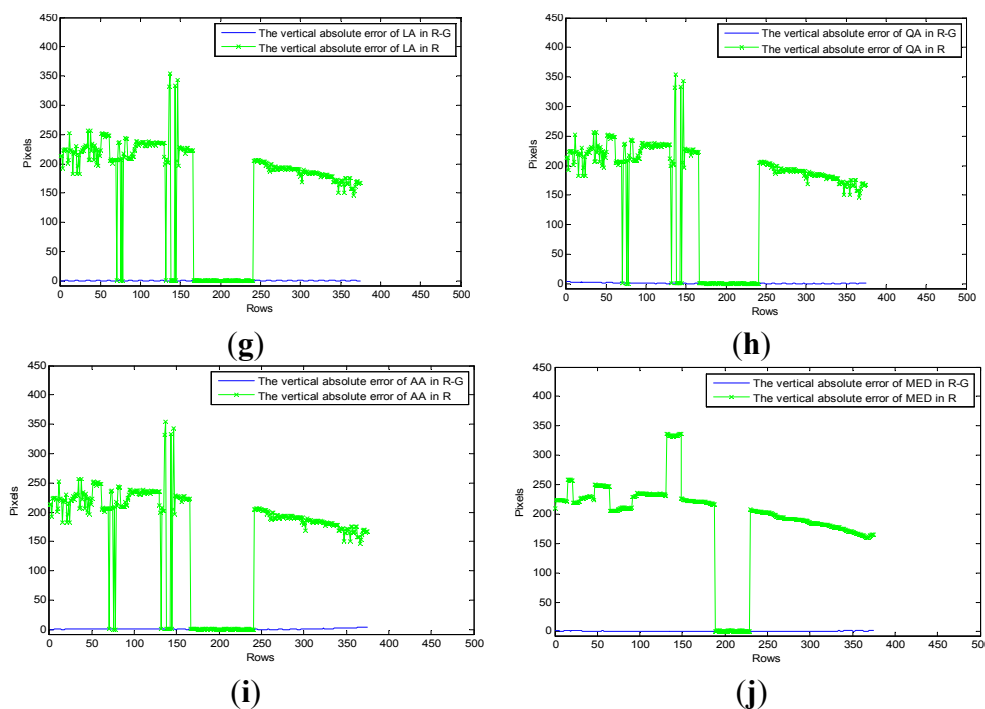 450
400
350
300
250
200
150
100
50
0
Pixels
The vertical absolute error of LA in R-G
The vertical absolute error of LA in R
0 50 100 150 200 250 300 350 400 450 500
Rows
(g)
450
400
350
300
250
200
150
100
50
0
Pixels
The vertical absolute error of QA in R-G
The vertical absolute error of QA in R
0 50 100 150 200 250 300 350 400 450 500
Rows
(h)
450
400
350
300
250
200
150
100
50
0
Pixels
The vertical absolute error of AA in R-G
The vertical absolute error of AA in R
0 50 100 150 200 250 300 350 400 450 500
Rows
(i)
450
400
350
300
250
200
150
100
50
0
Pixels
The vertical absolute error of MED in R-G
The vertical absolute error of MED in R
0 50 100 150 200 250 300 350 400 450 500
Rows
(j)